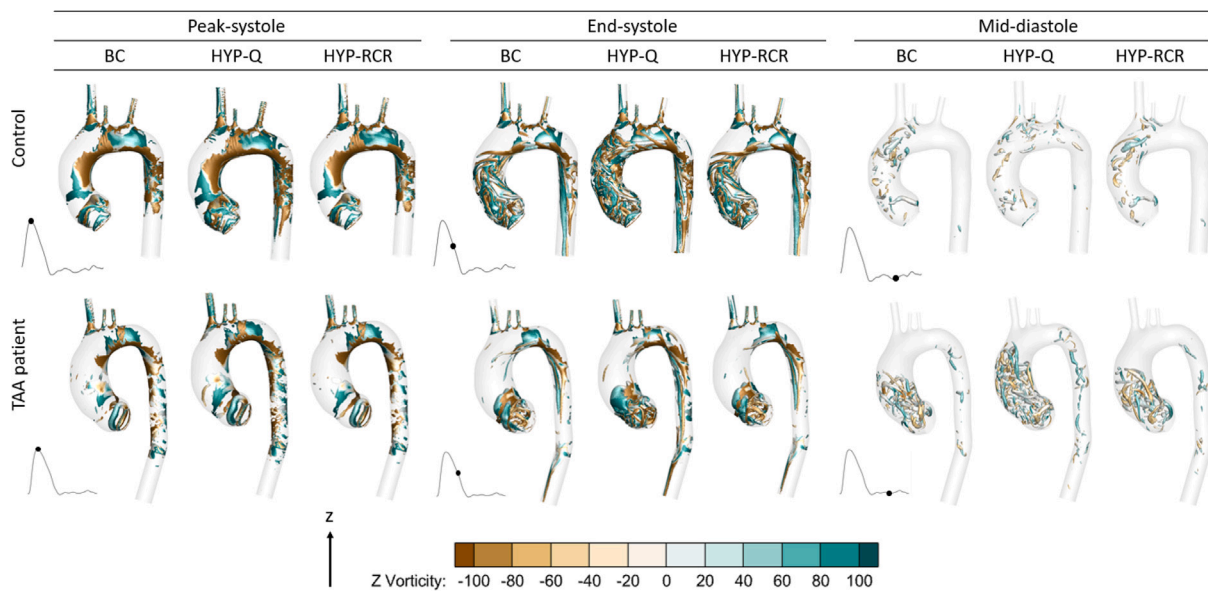 Peak-systole End-systole Mid-diastole
BC HYP-Q HYP-RCR BC HYP-Q HYP-RCR BC HYP-Q HYP-RCR
Control
TAA patient
Z
Z Vorticity: -100 -80 -60 -40 -20 0 20 40 60 80 100